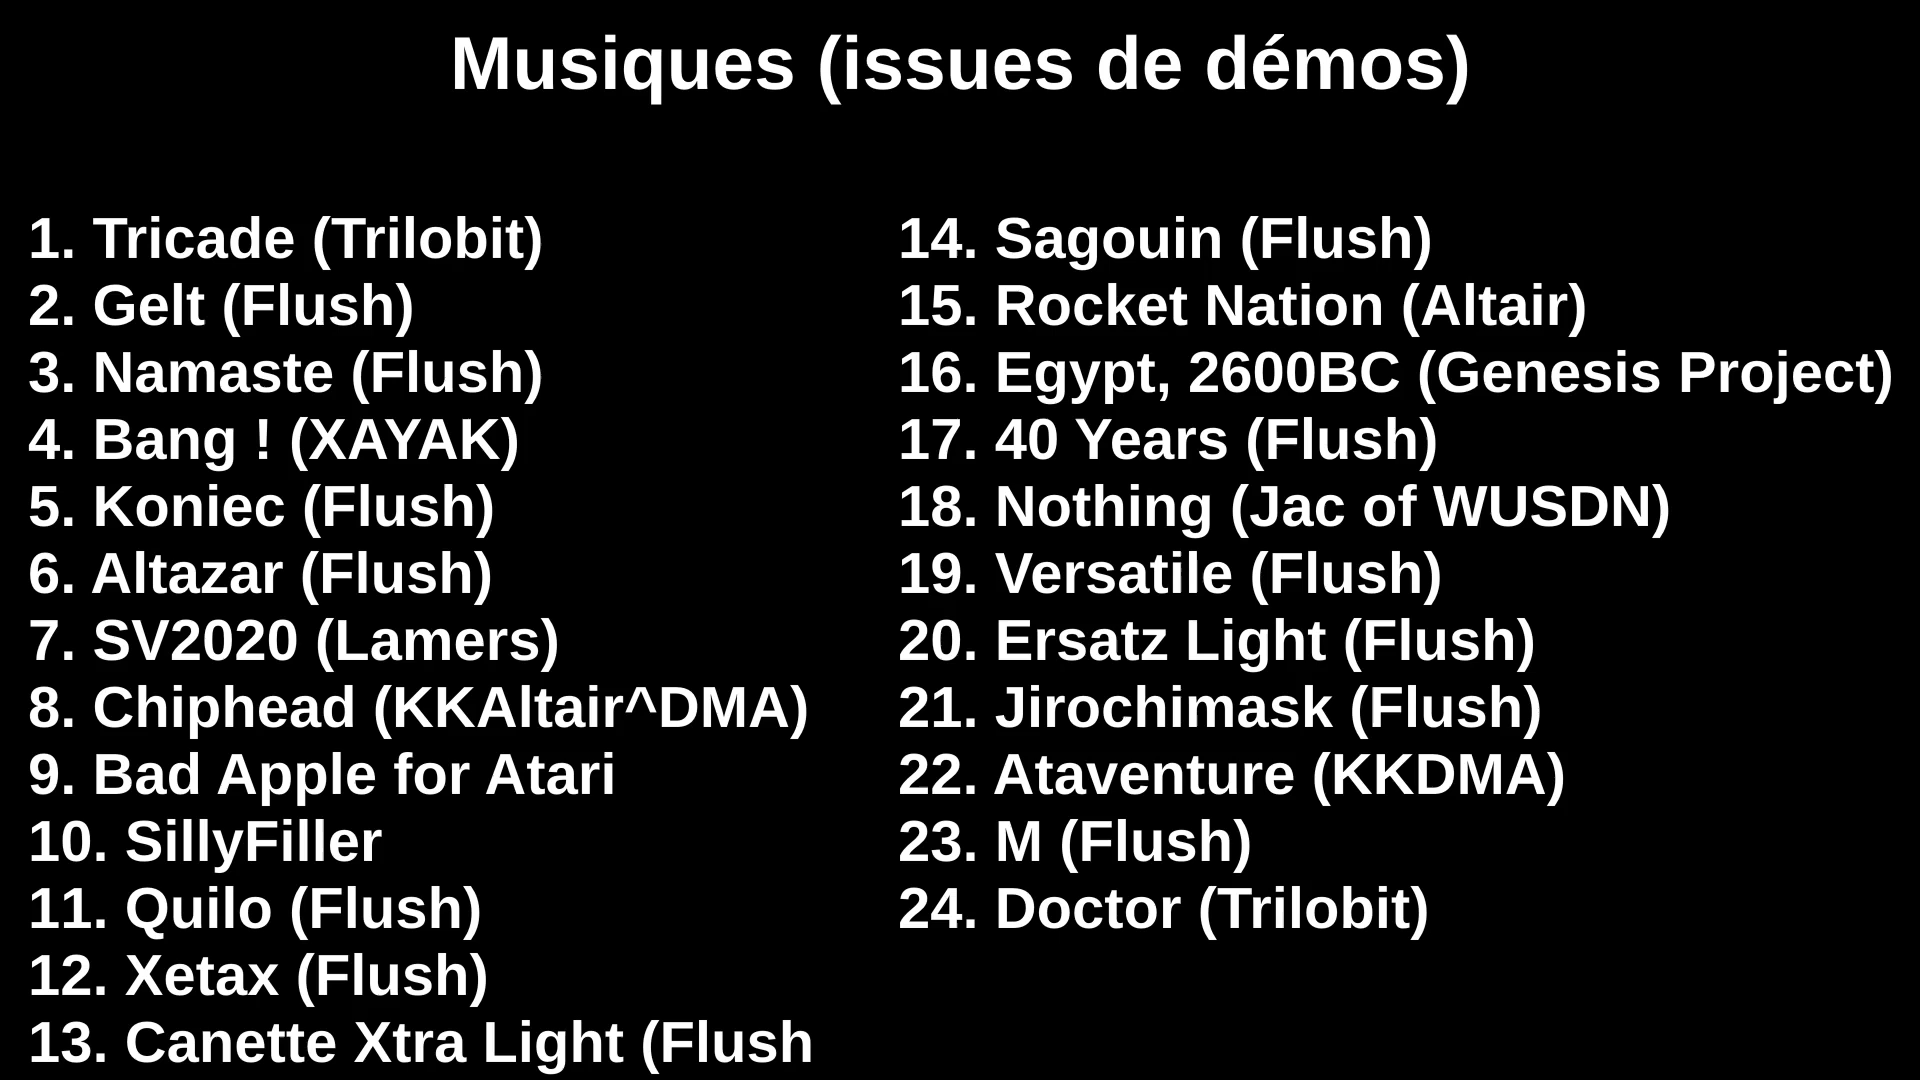 Musiques (issues de démos)
1. Tricade (Trilobit)
2. Gelt (Flush)
3. Namaste (Flush)
4. Bang ! (XAYAK)
5. Koniec (Flush)
6. Altazar (Flush)
7. SV2020 (Lamers)
8. Chiphead (KKAltair^DMA)
9. Bad Apple for Atari
10. SillyFiller
11. Quilo (Flush)
12. Xetax (Flush)
13. Canette Xtra Light (Flush
14. Sagouin (Flush)
15. Rocket Nation (Altair)
16. Egypt, 2600BC (Genesis Project)
17. 40 Years (Flush)
18. Nothing (Jac of WUSDN)
19. Versatile (Flush)
20. Ersatz Light (Flush)
21. Jirochimask (Flush)
22. Ataventure (KKDMA)
23. M (Flush)
24. Doctor (Trilobit)